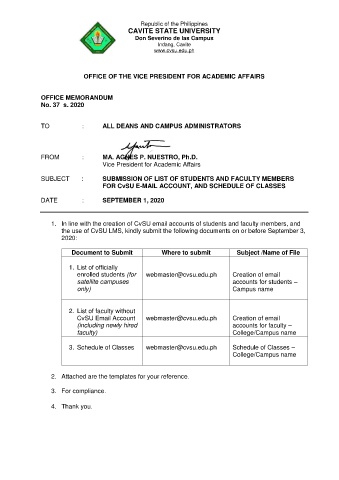 Republic of the Philippines
CAVITE STATE UNIVERSITY
Don Severino de las Campus
Indang, Cavite
www.cvsu.edu.ph
OFFICE OF THE VICE PRESIDENT FOR ACADEMIC AFFAIRS
OFFICE MEMORANDUM
No. 37 s. 2020
TO : ALL DEANS AND CAMPUS ADMINISTRATORS
FROM : MA. AGNES P. NUESTRO, Ph.D.
Vice President for Academic Affairs
SUBJECT : SUBMISSION OF LIST OF STUDENTS AND FACULTY MEMBERS
FOR CvSU E-MAIL ACCOUNT, AND SCHEDULE OF CLASSES
DATE : SEPTEMBER 1, 2020
1. In line with the creation of CvSU email accounts of students and faculty members, and
the use of CvSU LMS, kindly submit the following documents on or before September 3,
2020:
Document to Submit Where to submit Subject /Name of File
1. List of officially
enrolled students (for
satellite campuses
only)
webmaster@cvsu.edu.ph
Creation of email
accounts for students –
Campus name
2. List of faculty without
CvSU Email Account
(including newly hired
faculty)
webmaster@cvsu.edu.ph
Creation of email
accounts for faculty –
College/Campus name
3. Schedule of Classes
webmaster@cvsu.edu.ph
Schedule of Classes –
College/Campus name
2. Attached are the templates for your reference.
3. For compliance.
4. Thank you.